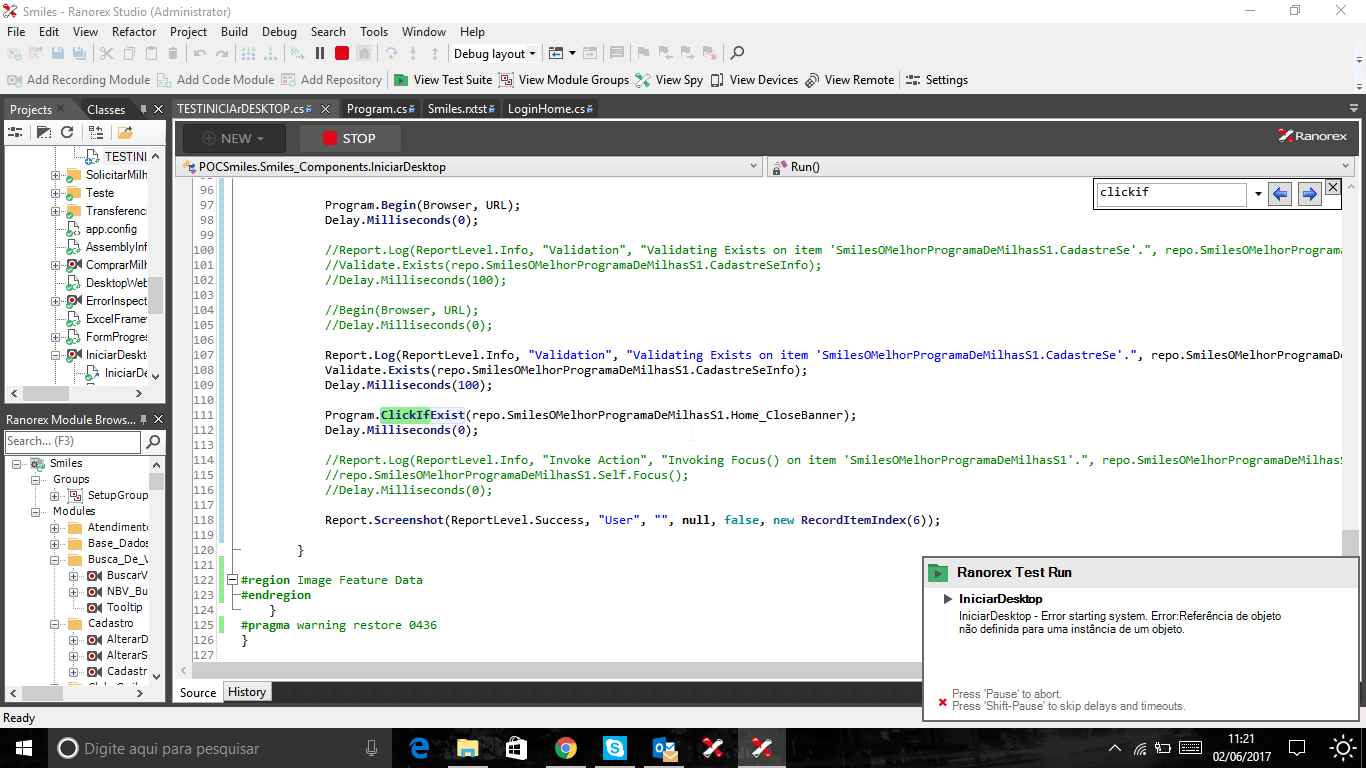 Smiles - Ranorex Studio (Administrator)
File Edit View Refactor Project Build Debug Search Tools Window Help
Debug layout
Add Recording Module Add Code Module Add Repository View Test Suite View Module Groups View Spy View Devices View Remote Settings
Projects Classes
TESTINICIArDESKTOP.cs Program.cs Smiles.rxtst LoginHome.cs
NEW STOP Ranorex
POCSmiles.Smiles_Components.IniciarDesktop Run()
clickif
TESTINI
SolicitarMilh
Teste
Transferenci
app.config
AssemblyInf
ComprarMilh
DesktopWeb
ErrorInspect
ExcelFrame
FormProgres
IniciarDeskt
IniciarDe
96
97 Program.Begin(Browser, URL);
98 Delay.Milliseconds(0);
99
100 //Report.Log(ReportLevel.Info, "Validation", "Validating Exists on item 'SmilesOMelhorProgramaDeMilhasS1.CadastreSe'.", repo.SmilesOMelhorProgram
101 //Validate.Exists(repo.SmilesOMelhorProgramaDeMilhasS1.CadastreSeInfo);
102 //Delay.Milliseconds(100);
103
104 //Begin(Browser, URL);
105 //Delay.Milliseconds(0);
106
107 Report.Log(ReportLevel.Info, "Validation", "Validating Exists on item 'SmilesOMelhorProgramaDeMilhasS1.CadastreSe'.", repo.SmilesOMelhorProgramaDe
108 Validate.Exists(repo.SmilesOMelhorProgramaDeMilhasS1.CadastreSeInfo);
109 Delay.Milliseconds(100);
110
111 Program.ClickIfExist(repo.SmilesOMelhorProgramaDeMilhasS1.Home_CloseBanner);
112 Delay.Milliseconds(0);
113
114 //Report.Log(ReportLevel.Info, "Invoke Action", "Invoking Focus() on item 'SmilesOMelhorProgramaDeMilhasS1'.", repo.SmilesOMelhorProgramaDeMilhasS
115 //repo.SmilesOMelhorProgramaDeMilhasS1.Self.Focus();
116 //Delay.Milliseconds(0);
117
118 Report.Screenshot(ReportLevel.Success, "User", "", null, false, new RecordItemIndex(6));
119
120 }
121
122 #region Image Feature Data
123 #endregion
124 }
125 #pragma warning restore 0436
126 }
127
Ranorex Module Brows...
Search... (F3)
Smiles
Groups
SetupGroup
Modules
Atendimento
Base_Dados
Busca_De_V
BuscarV
NBV_Bu
Tooltip
Cadastro
AlterarD
AlterarS
Cadastr
Source History
Ranorex Test Run
IniciarDesktop
IniciarDesktop - Error starting system. Error:Referência de objeto
não definida para uma instância de um objeto.
Press 'Pause' to abort.
Press 'Shift-Pause' to skip delays and timeouts.
Ready
Digite aqui para pesquisar
11:21
02/06/2017